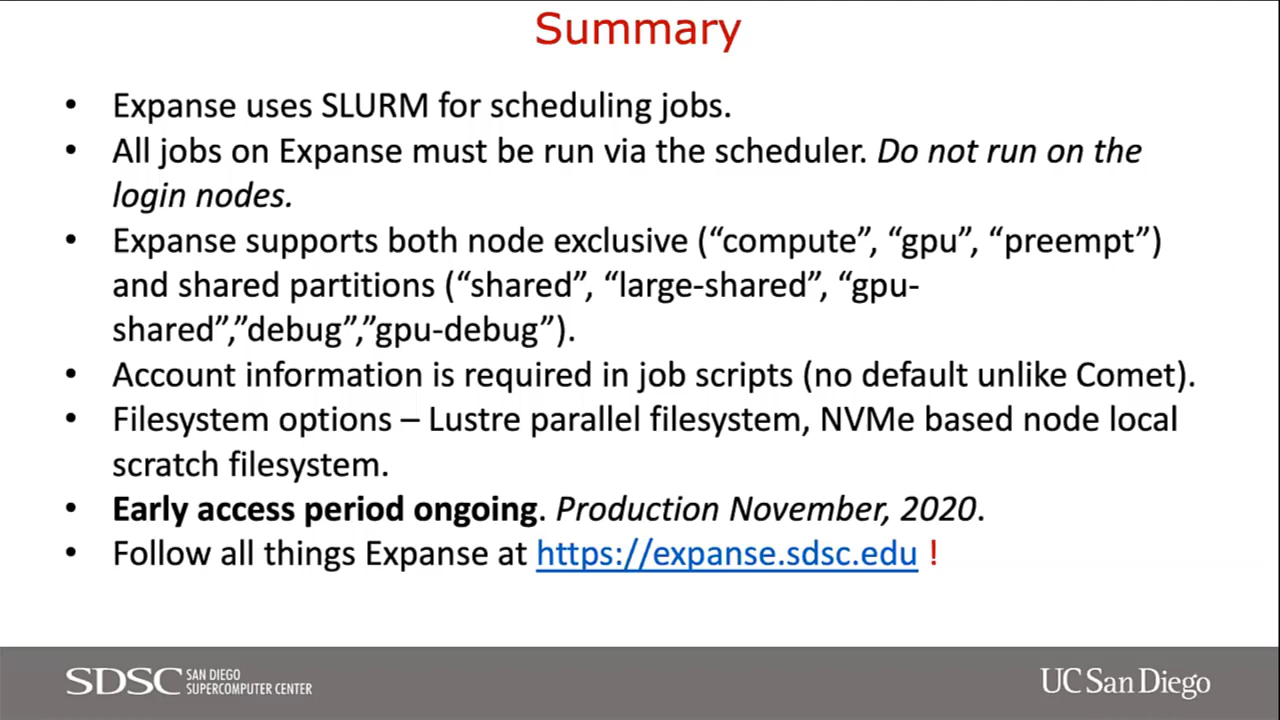 Summary
• Expanse uses SLURM for scheduling jobs.
• All jobs on Expanse must be run via the scheduler. Do not run on the
login nodes.
• Expanse supports both node exclusive (“compute”, “gpu”, “preempt”)
and shared partitions (“shared”, “large-shared”, “gpu-
shared”,”debug”,”gpu-debug”).
• Account information is required in job scripts (no default unlike Comet).
• Filesystem options – Lustre parallel filesystem, NVMe based node local
scratch filesystem.
• Early access period ongoing. Production November, 2020.
• Follow all things Expanse at https://expanse.sdsc.edu !
SDSC SAN DIEGO
SUPERCOMPUTER CENTER
UC San Diego